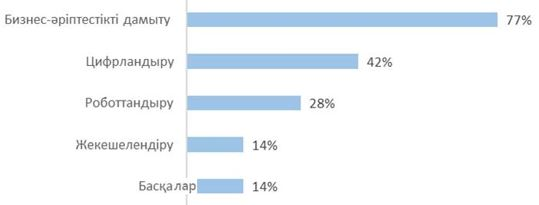 Бизнес-әріптестікті дамыту 77%
Цифрландыру 42%
Роботтандыру 28%
Жекешелендіру 14%
Басқалар 14%